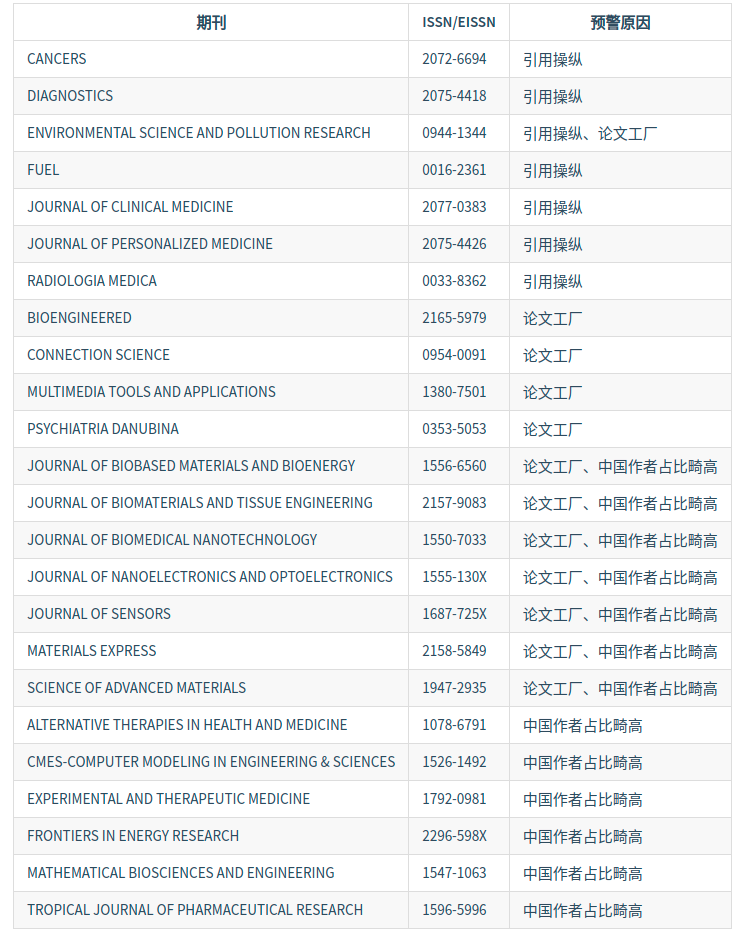 期刊 ISSN/EISSN 预警原因
CANCERS 2072-6694 引用操纵
DIAGNOSTICS 2075-4418 引用操纵
ENVIRONMENTAL SCIENCE AND POLLUTION RESEARCH 0944-1344 引用操纵、论文工厂
FUEL 0016-2361 引用操纵
JOURNAL OF CLINICAL MEDICINE 2077-0383 引用操纵
JOURNAL OF PERSONALIZED MEDICINE 2075-4426 引用操纵
RADIOLOGIA MEDICA 0033-8362 引用操纵
BIOENGINEERED 2165-5979 论文工厂
CONNECTION SCIENCE 0954-0091 论文工厂
MULTIMEDIA TOOLS AND APPLICATIONS 1380-7501 论文工厂
PSYCHIATRIA DANUBINA 0353-5053 论文工厂
JOURNAL OF BIOBASED MATERIALS AND BIOENERGY 1556-6560 论文工厂、中国作者占比畸高
JOURNAL OF BIOMATERIALS AND TISSUE ENGINEERING 2157-9083 论文工厂、中国作者占比畸高
JOURNAL OF BIOMEDICAL NANOTECHNOLOGY 1550-7033 论文工厂、中国作者占比畸高
JOURNAL OF NANOELECTRONICS AND OPTOELECTRONICS 1555-130X 论文工厂、中国作者占比畸高
JOURNAL OF SENSORS 1687-725X 论文工厂、中国作者占比畸高
MATERIALS EXPRESS 2158-5849 论文工厂、中国作者占比畸高
SCIENCE OF ADVANCED MATERIALS 1947-2935 论文工厂、中国作者占比畸高
ALTERNATIVE THERAPIES IN HEALTH AND MEDICINE 1078-6791 中国作者占比畸高
CMES-COMPUTER MODELING IN ENGINEERING & SCIENCES 1526-1492 中国作者占比畸高
EXPERIMENTAL AND THERAPEUTIC MEDICINE 1792-0981 中国作者占比畸高
FRONTIERS IN ENERGY RESEARCH 2296-598X 中国作者占比畸高
MATHEMATICAL BIOSCIENCES AND ENGINEERING 1547-1063 中国作者占比畸高
TROPICAL JOURNAL OF PHARMACEUTICAL RESEARCH 1596-5996 中国作者占比畸高